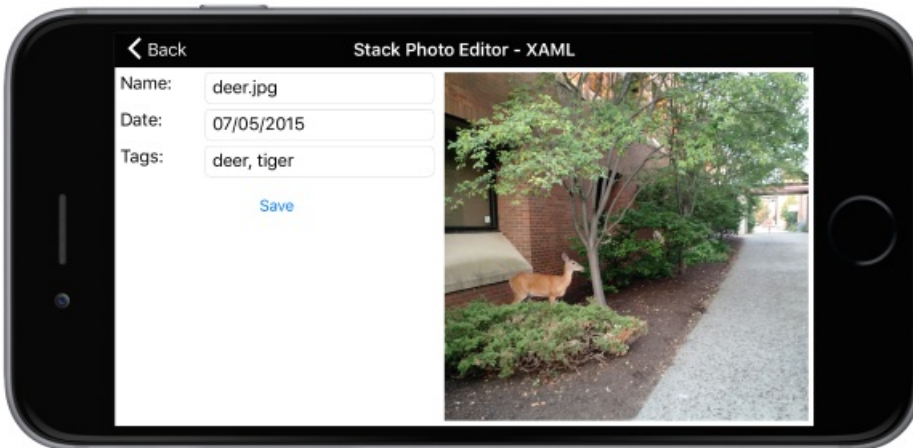 Back
Stack Photo Editor - XAML
Name: deer.jpg
Date: 07/05/2015
Tags: deer, tiger
Save